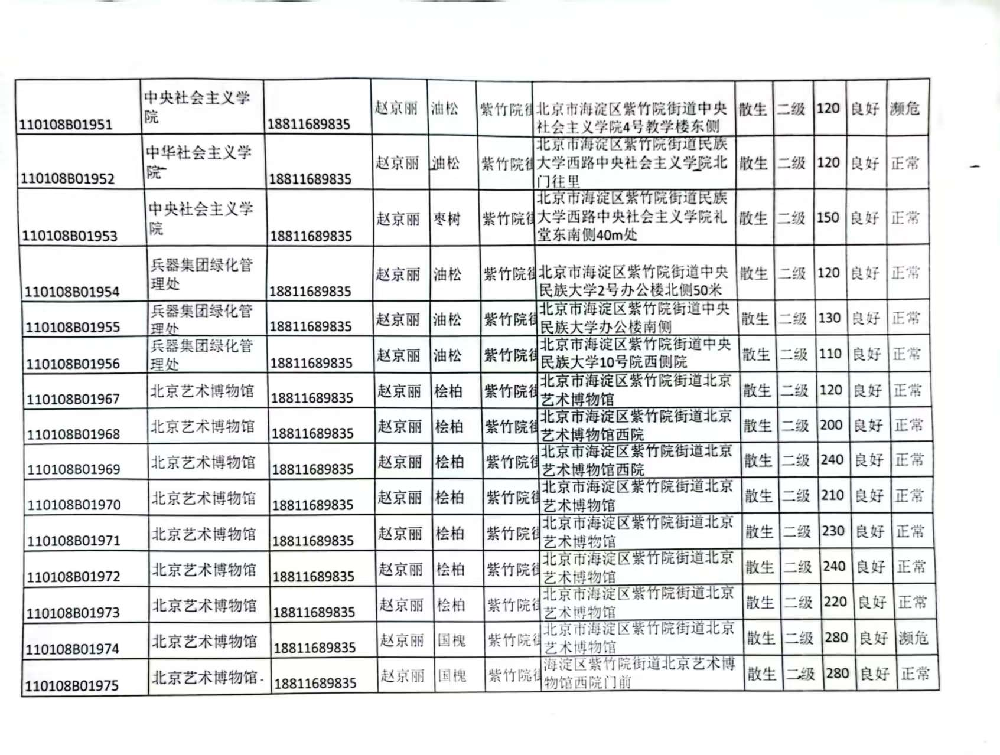 110108B01951 中央社会主义学院 18811689835 赵京丽 油松 紫竹院街 北京市海淀区紫竹院街道中央社会主义学院4号教学楼东侧 散生 二级 120 良好 濒危
110108B01952 中华社会主义学院 18811689835 赵京丽 油松 紫竹院街 北京市海淀区紫竹院街道民族大学西路中央社会主义学院北门往里 散生 二级 120 良好 正常
110108B01953 中央社会主义学院 18811689835 赵京丽 枣树 紫竹院街 北京市海淀区紫竹院街道民族大学西路中央社会主义学院礼堂东南侧40m处 散生 二级 150 良好 正常
110108B01954 兵器集团绿化管理处 18811689835 赵京丽 油松 紫竹院街 北京市海淀区紫竹院街道中央民族大学2号办公楼北侧50米 散生 二级 120 良好 正常
110108B01955 兵器集团绿化管理处 18811689835 赵京丽 油松 紫竹院街 北京市海淀区紫竹院街道中央民族大学办公楼南侧 散生 二级 130 良好 正常
110108B01956 兵器集团绿化管理处 18811689835 赵京丽 油松 紫竹院街 北京市海淀区紫竹院街道中央民族大学10号院西侧院 散生 二级 110 良好 正常
110108B01967 北京艺术博物馆 18811689835 赵京丽 桧柏 紫竹院街 北京市海淀区紫竹院街道北京艺术博物馆 散生 二级 120 良好 正常
110108B01968 北京艺术博物馆 18811689835 赵京丽 桧柏 紫竹院街 北京市海淀区紫竹院街道北京艺术博物馆西院 散生 二级 200 良好 正常
110108B01969 北京艺术博物馆 18811689835 赵京丽 桧柏 紫竹院街 北京市海淀区紫竹院街道北京艺术博物馆西院 散生 二级 240 良好 正常
110108B01970 北京艺术博物馆 18811689835 赵京丽 桧柏 紫竹院街 北京市海淀区紫竹院街道北京艺术博物馆 散生 二级 210 良好 正常
110108B01971 北京艺术博物馆 18811689835 赵京丽 桧柏 紫竹院街 北京市海淀区紫竹院街道北京艺术博物馆 散生 二级 230 良好 正常
110108B01972 北京艺术博物馆 18811689835 赵京丽 桧柏 紫竹院街 北京市海淀区紫竹院街道北京艺术博物馆 散生 二级 240 良好 正常
110108B01973 北京艺术博物馆 18811689835 赵京丽 桧柏 紫竹院街 北京市海淀区紫竹院街道北京艺术博物馆 散生 二级 220 良好 正常
110108B01974 北京艺术博物馆 18811689835 赵京丽 国槐 紫竹院街 北京市海淀区紫竹院街道北京艺术博物馆 散生 二级 280 良好 濒危
110108B01975 北京艺术博物馆 18811689835 赵京丽 国槐 紫竹院街 海淀区紫竹院街道北京艺术博物馆西院门前 散生 二级 280 良好 正常